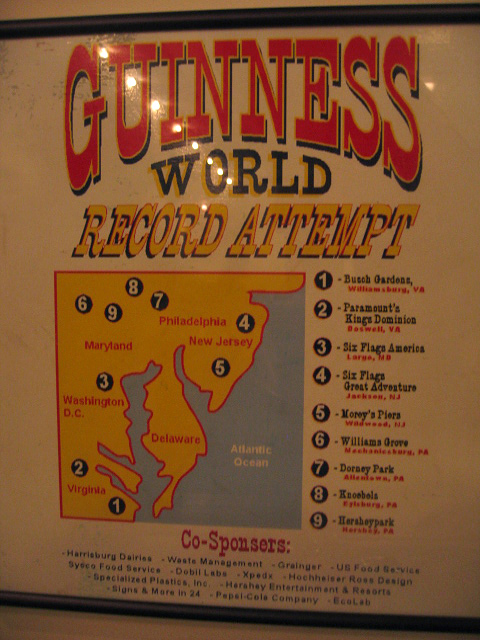 GUINNESS
WORLD
RECORD ATTEMPT
8
6
7
9
Philadelphia
4
New Jersey
Maryland
5
3
Washington
D.C.
Delaware
Atlantic
Ocean
2
Virginia
1
1 - Busch Gardens,
Williamsburg, VA
2 - Paramount's
Kings Dominion
Doswell, VA
3 - Six Flags America
Largo, MD
4 - Six Flags
Great Adventure
Jackson, NJ
5 - Morey's Piers
Wildwood, NJ
6 - Williams Grove
Mechanicsburg, PA
7 - Dorney Park
Allentown, PA
8 - Knoebels
Elysburg, PA
9 - Hersheypark
Hershey, PA
Co-Sponsers:
- Harrisburg Dairies - Waste Management - Grainger - US Food Service
Sysco Food Service - Dobil Labs - Xpedx - Hochheiser Ross Design
- Specialized Plastics, Inc. - Hershey Entertainment & Resorts
- Signs & More in 24 - Pepsi-Cola Company - EcoLab